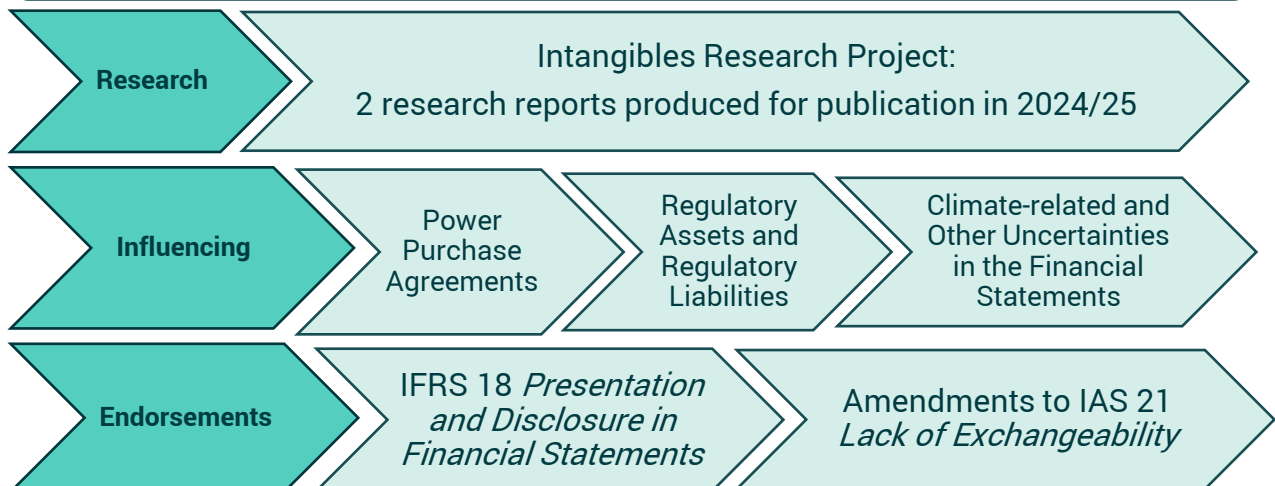 Research
Intangibles Research Project:
2 research reports produced for publication in 2024/25
Influencing
Power
Purchase
Agreements
Regulatory
Assets and
Regulatory
Liabilities
Climate-related and
Other Uncertainties
in the Financial
Statements
Endorsements
IFRS 18 Presentation
and Disclosure in
Financial Statements
Amendments to IAS 21
Lack of Exchangeability